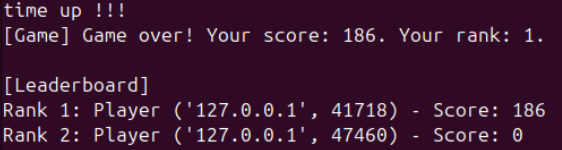 time up !!!
[Game] Game over! Your score: 186. Your rank: 1.
[Leaderboard]
Rank 1: Player ('127.0.0.1', 41718) - Score: 186
Rank 2: Player ('127.0.0.1', 47460) - Score: 0